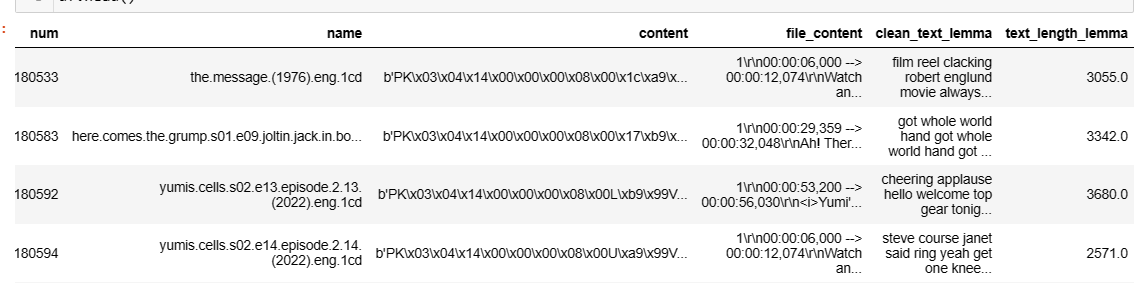 : num name content file_content clean_text_lemma text_length_lemma
180533 the.message.(1976).eng.1cd b'PK\x03\x04\x14\x00\x00\x00\x08\x00\x1c\xa9\x... 1\r\n00:00:06,000 --> 00:00:12,074\r\nWatch an... film reel clacking robert englund movie always... 3055.0
180583 here.comes.the.grump.s01.e09.joltin.jack.in.bo... b'PK\x03\x04\x14\x00\x00\x00\x08\x00\x17\xb9\x... 1\r\n00:00:29,359 --> 00:00:32,048\r\nAh! Ther... got whole world hand got whole world hand got ... 3342.0
180592 yumis.cells.s02.e13.episode.2.13.(2022).eng.1cd b'PK\x03\x04\x14\x00\x00\x00\x08\x00L\xb9\x99V... 1\r\n00:00:53,200 --> 00:00:56,030\r\n<i>Yumi'... cheering applause hello welcome top gear tonig... 3680.0
180594 yumis.cells.s02.e14.episode.2.14.(2022).eng.1cd b'PK\x03\x04\x14\x00\x00\x00\x08\x00U\xa9\x99V... 1\r\n00:00:06,000 --> 00:00:12,074\r\nWatch an... steve course janet said ring yeah get one knee... 2571.0